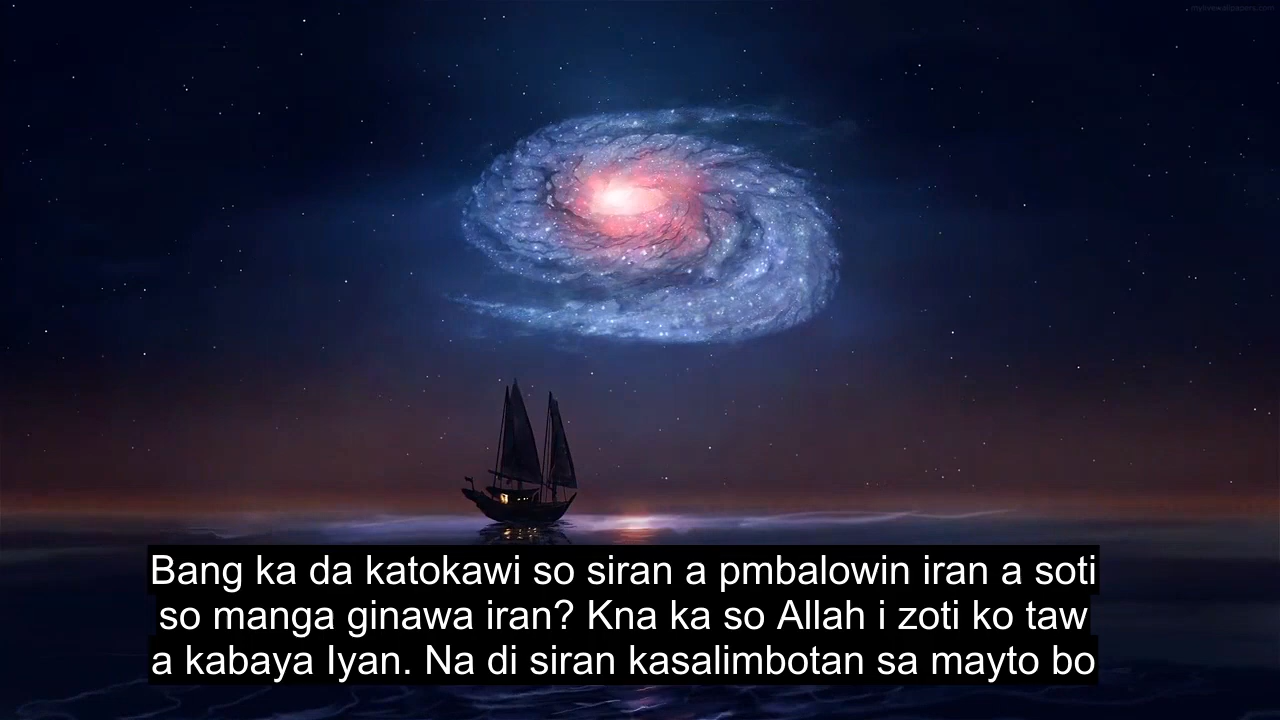 Bang ka da katokawi so siran a pmbalowin iran a soti
so manga ginawa iran? Kna ka so Allah i zoti ko taw
a kabaya Iyan. Na di siran kasalimbotan sa mayto bo